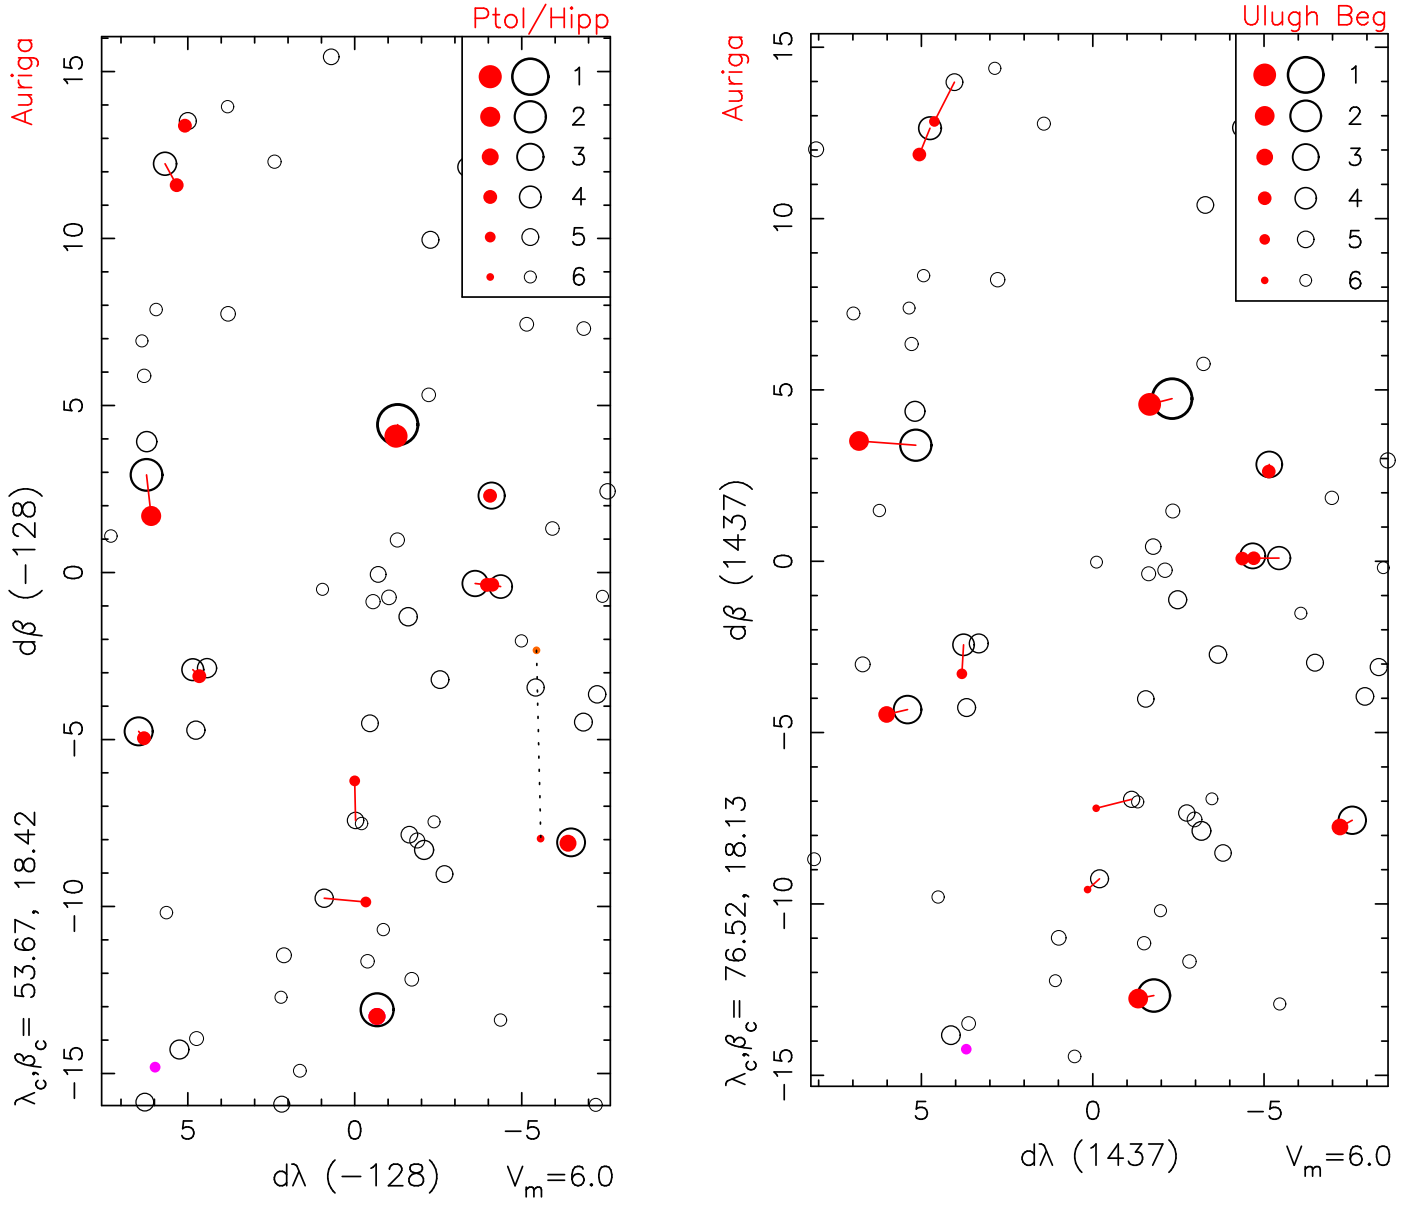 Ptol/Hipp
Auriga
1
2
3
4
5
6
15
10
5
0
−5
−10
−15
dβ (−128)
λc,βc= 53.67, 18.42
5
0
−5
dλ (−128)
Vm=6.0
Ulugh Beg
Auriga
1
2
3
4
5
6
15
10
5
0
−5
−10
−15
dβ (1437)
λc,βc= 76.52, 18.13
5
0
−5
dλ (1437)
Vm=6.0